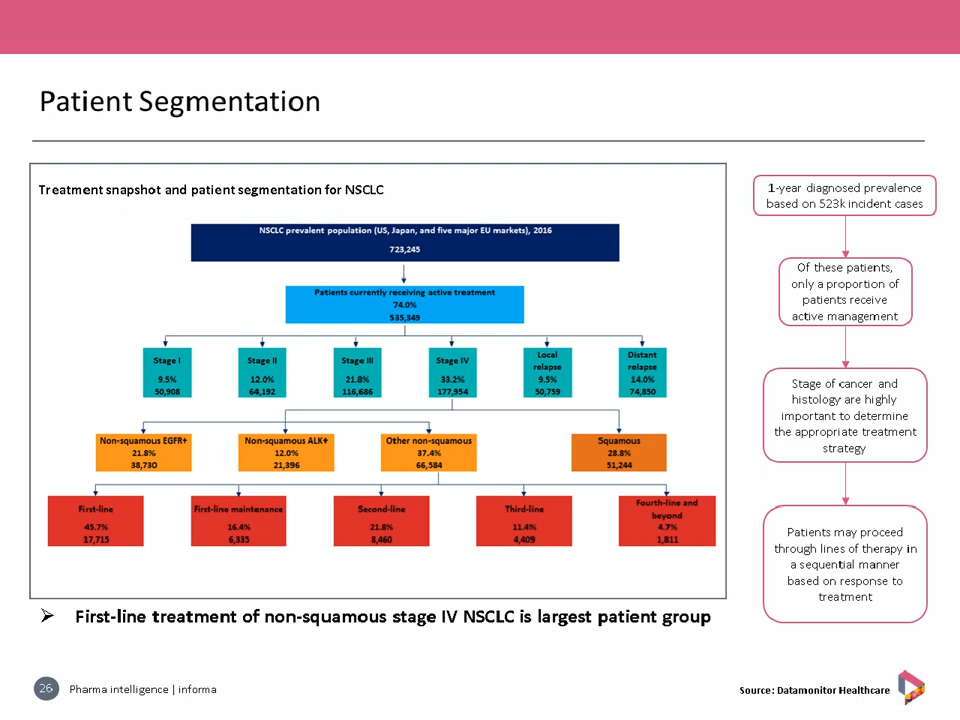 Patient Segmentation
Treatment snapshot and patient segmentation for NSCLC
NSCLC prevalent population (US, Japan, and five major EU markets), 2016
723,245
Patients currently receiving active treatment
74.0%
535,349
Stage I
9.5%
50,908
Stage II
12.0%
64,192
Stage III
21.8%
116,686
Stage IV
33.2%
177,954
Local
relapse
9.5%
50,759
Distant
relapse
14.0%
74,850
Non-squamous EGFR+
21.8%
38,730
Non-squamous ALK+
12.0%
21,396
Other non-squamous
37.4%
66,584
Squamous
28.8%
51,244
First-line
45.7%
17,715
First-line maintenance
16.4%
6,335
Second-line
21.8%
8,460
Third-line
11.4%
4,409
Fourth-line and
beyond
4.7%
1,811
1-year diagnosed prevalence
based on 523k incident cases
Of these patients,
only a proportion of
patients receive
active management
Stage of cancer and
histology are highly
important to determine
the appropriate treatment
strategy
Patients may proceed
through lines of therapy in
a sequential manner
based on response to
treatment
➢ First-line treatment of non-squamous stage IV NSCLC is largest patient group
26 Pharma intelligence | informa
Source: Datamonitor Healthcare